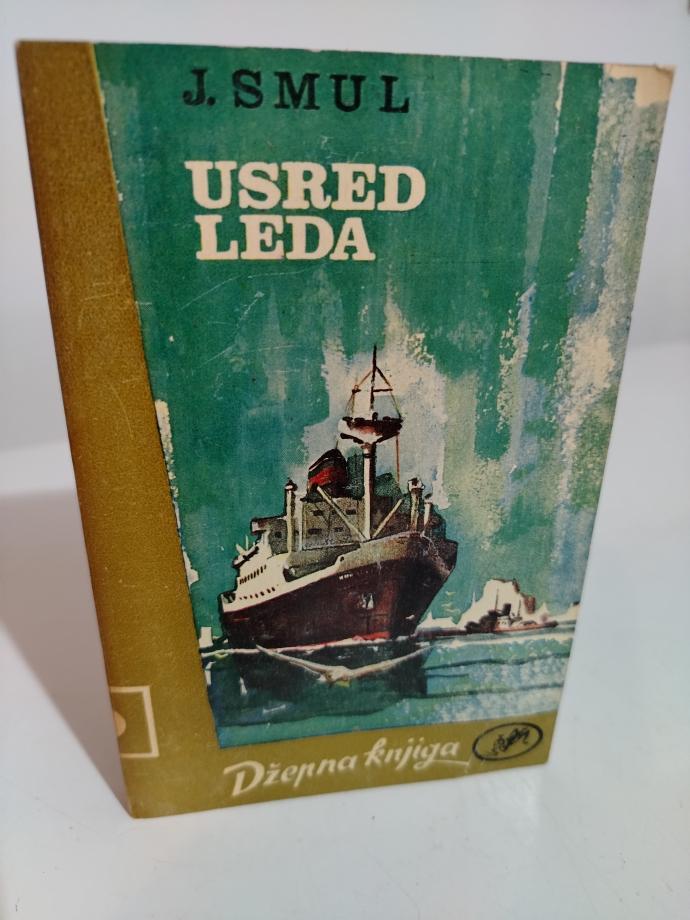 J. SMUL
USRED
LEDA
Džepna knjiga